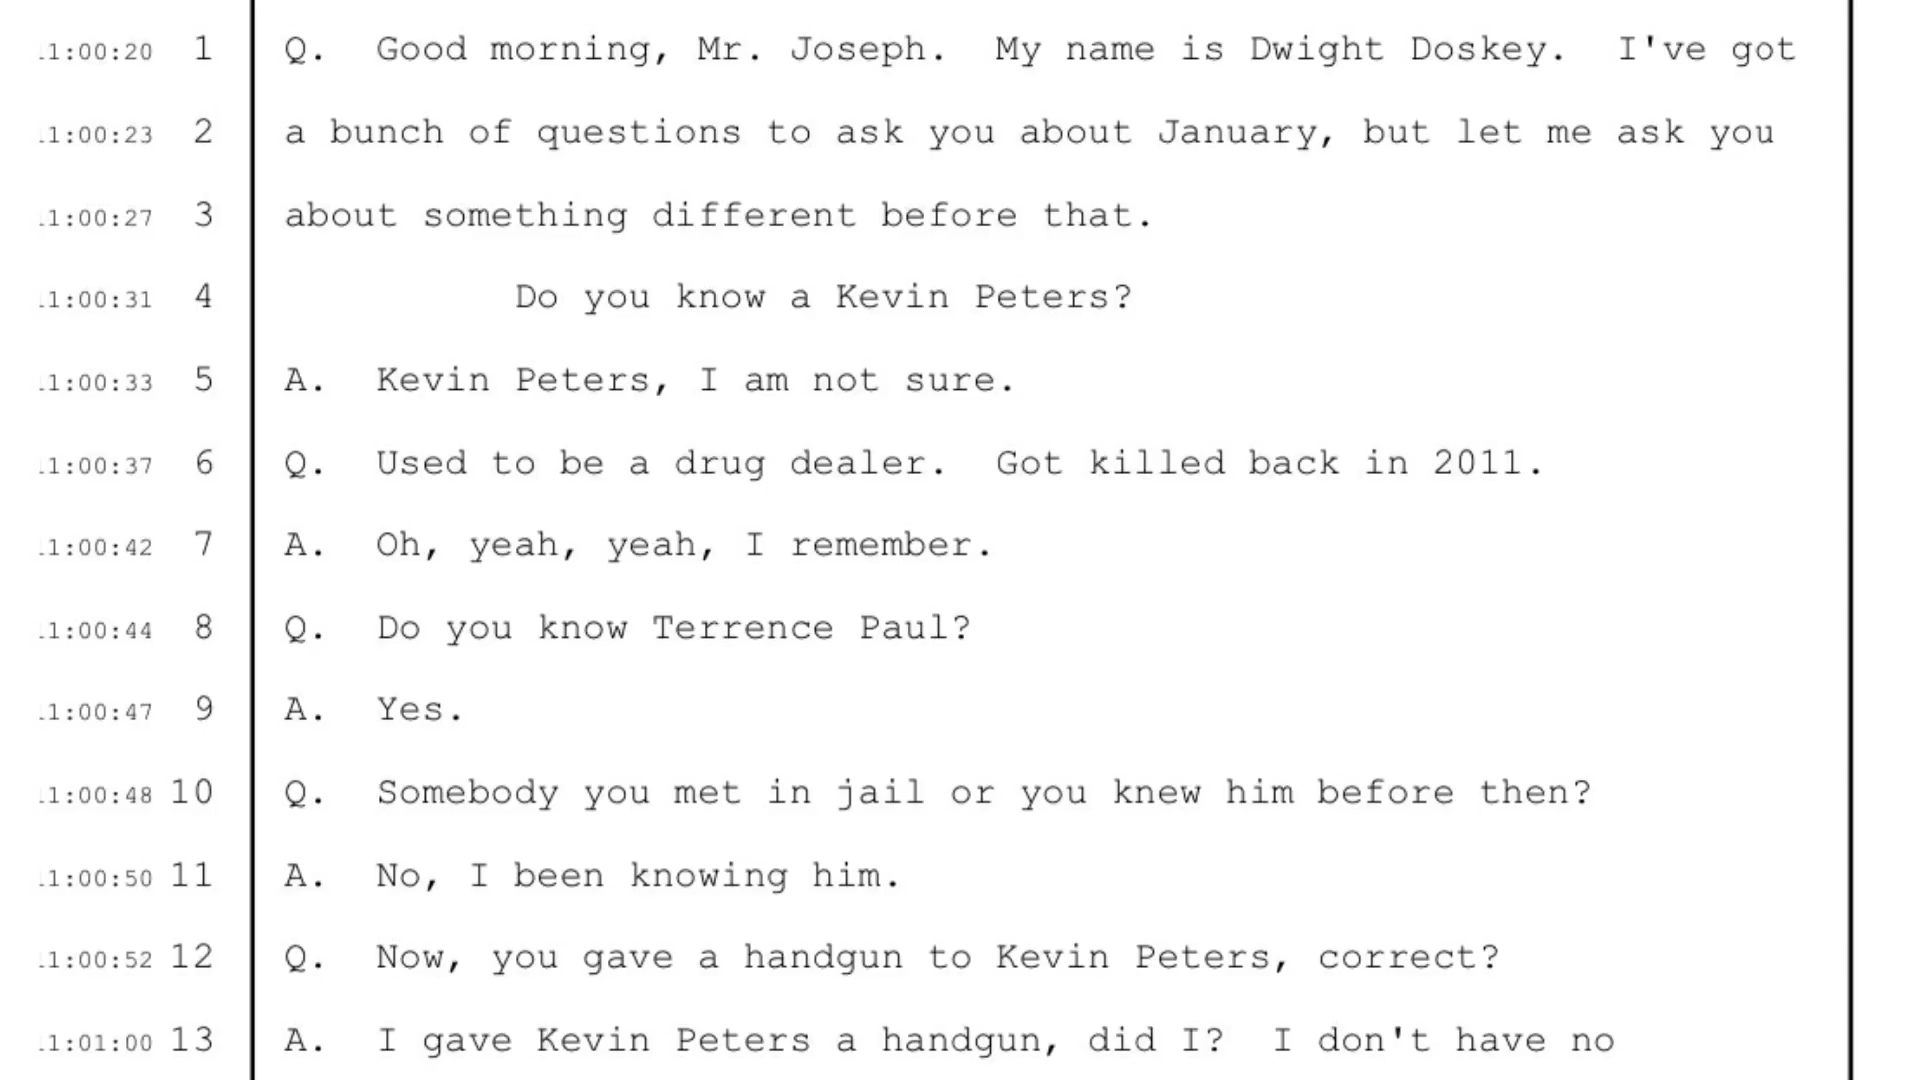 .1:00:20 1 Q. Good morning, Mr. Joseph. My name is Dwight Doskey. I've got
.1:00:23 2 a bunch of questions to ask you about January, but let me ask you
.1:00:27 3 about something different before that.
.1:00:31 4 Do you know a Kevin Peters?
.1:00:33 5 A. Kevin Peters, I am not sure.
.1:00:37 6 Q. Used to be a drug dealer. Got killed back in 2011.
.1:00:42 7 A. Oh, yeah, yeah, I remember.
.1:00:44 8 Q. Do you know Terrence Paul?
.1:00:47 9 A. Yes.
.1:00:48 10 Q. Somebody you met in jail or you knew him before then?
.1:00:50 11 A. No, I been knowing him.
.1:00:52 12 Q. Now, you gave a handgun to Kevin Peters, correct?
.1:01:00 13 A. I gave Kevin Peters a handgun, did I? I don't have no